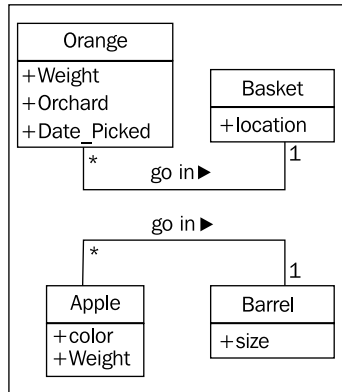 Orange
+Weight
+Orchard
+Date_Picked
Basket
+location
*
go in▶
1
go in▶
*
1
Apple
+color
+Weight
Barrel
+size